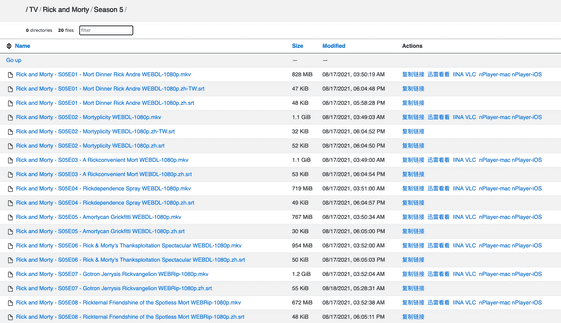 / TV / Rick and Morty / Season 5 /
0 directories 20 files filter
Name Size Modified Actions
Go up — —
Rick and Morty - S05E01 - Mort Dinner Rick Andre WEBDL-1080p.mkv 828 MiB 08/17/2021, 03:50:19 AM 复制链接 迅雷看看 IINA VLC nPlayer-mac nPlayer-iOS
Rick and Morty - S05E01 - Mort Dinner Rick Andre WEBDL-1080p.zh-TW.srt 47 KiB 08/17/2021, 06:04:48 PM 复制链接
Rick and Morty - S05E01 - Mort Dinner Rick Andre WEBDL-1080p.zh.srt 48 KiB 08/17/2021, 05:58:28 PM 复制链接
Rick and Morty - S05E02 - Mortyplicity WEBDL-1080p.mkv 1.1 GiB 08/17/2021, 03:49:03 AM 复制链接 迅雷看看 IINA VLC nPlayer-mac nPlayer-iOS
Rick and Morty - S05E02 - Mortyplicity WEBDL-1080p.zh-TW.srt 32 KiB 08/17/2021, 06:04:52 PM 复制链接
Rick and Morty - S05E02 - Mortyplicity WEBDL-1080p.zh.srt 52 KiB 08/17/2021, 06:04:50 PM 复制链接
Rick and Morty - S05E03 - A Rickconvenient Mort WEBDL-1080p.mkv 1.1 GiB 08/17/2021, 03:49:00 AM 复制链接 迅雷看看 IINA VLC nPlayer-mac nPlayer-iOS
Rick and Morty - S05E03 - A Rickconvenient Mort WEBDL-1080p.zh.srt 53 KiB 08/17/2021, 06:04:54 PM 复制链接
Rick and Morty - S05E04 - Rickdependence Spray WEBDL-1080p.mkv 719 MiB 08/17/2021, 03:51:00 AM 复制链接 迅雷看看 IINA VLC nPlayer-mac nPlayer-iOS
Rick and Morty - S05E04 - Rickdependence Spray WEBDL-1080p.zh.srt 49 KiB 08/17/2021, 06:04:57 PM 复制链接
Rick and Morty - S05E05 - Amortycan Grickfitti WEBDL-1080p.mkv 767 MiB 08/17/2021, 03:50:34 AM 复制链接 迅雷看看 IINA VLC nPlayer-mac nPlayer-iOS
Rick and Morty - S05E05 - Amortycan Grickfitti WEBDL-1080p.zh.srt 30 KiB 08/17/2021, 06:05:00 PM 复制链接
Rick and Morty - S05E06 - Rick & Morty's Thanksploitation Spectacular WEBDL-1080p.mkv 954 MiB 08/17/2021, 03:52:00 AM 复制链接 迅雷看看 IINA VLC nPlayer-mac nPlayer-iOS
Rick and Morty - S05E06 - Rick & Morty's Thanksploitation Spectacular WEBDL-1080p.zh.srt 50 KiB 08/17/2021, 06:05:03 PM 复制链接
Rick and Morty - S05E07 - Gotron Jerrysis Rickvangelion WEBRip-1080p.mkv 1.2 GiB 08/17/2021, 03:52:04 AM 复制链接 迅雷看看 IINA VLC nPlayer-mac nPlayer-iOS
Rick and Morty - S05E07 - Gotron Jerrysis Rickvangelion WEBRip-1080p.zh.srt 55 KiB 08/18/2021, 05:28:31 AM 复制链接
Rick and Morty - S05E08 - Rickternal Friendshine of the Spotless Mort WEBRip-1080p.mkv 672 MiB 08/17/2021, 03:52:38 AM 复制链接 迅雷看看 IINA VLC nPlayer-mac nPlayer-iOS
Rick and Morty - S05E08 - Rickternal Friendshine of the Spotless Mort WEBRip-1080p.zh.srt 48 KiB 08/17/2021, 06:05:11 PM 复制链接